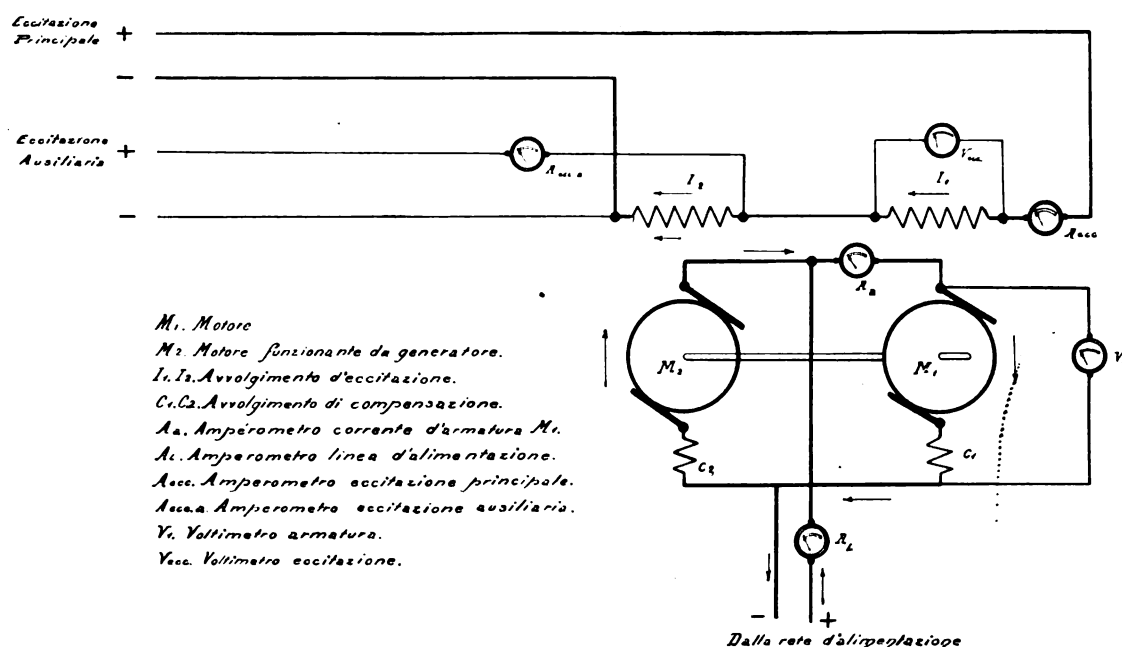 Eccitazione
Principale +
−
Eccitazione
Ausiliaria +
−
Aecc.a
I2
Vecc
I1
Aecc
Aa
M2
M1
V
C2
C1
AL
− +
Dalla rete d'alimentazione
M1. Motore
M2. Motore funzionante da generatore.
I1. I2. Avvolgimento d'eccitazione.
C1. C2. Avvolgimento di compensazione.
Aa. Ampérometro corrente d'armatura M1.
AL. Amperometro linea d'alimentazione.
Aecc. Amperometro eccitazione principale.
Aecc.a. Amperometro eccitazione ausiliaria.
V1. Voltimetro armatura.
Vecc. Voltimetro eccitazione.